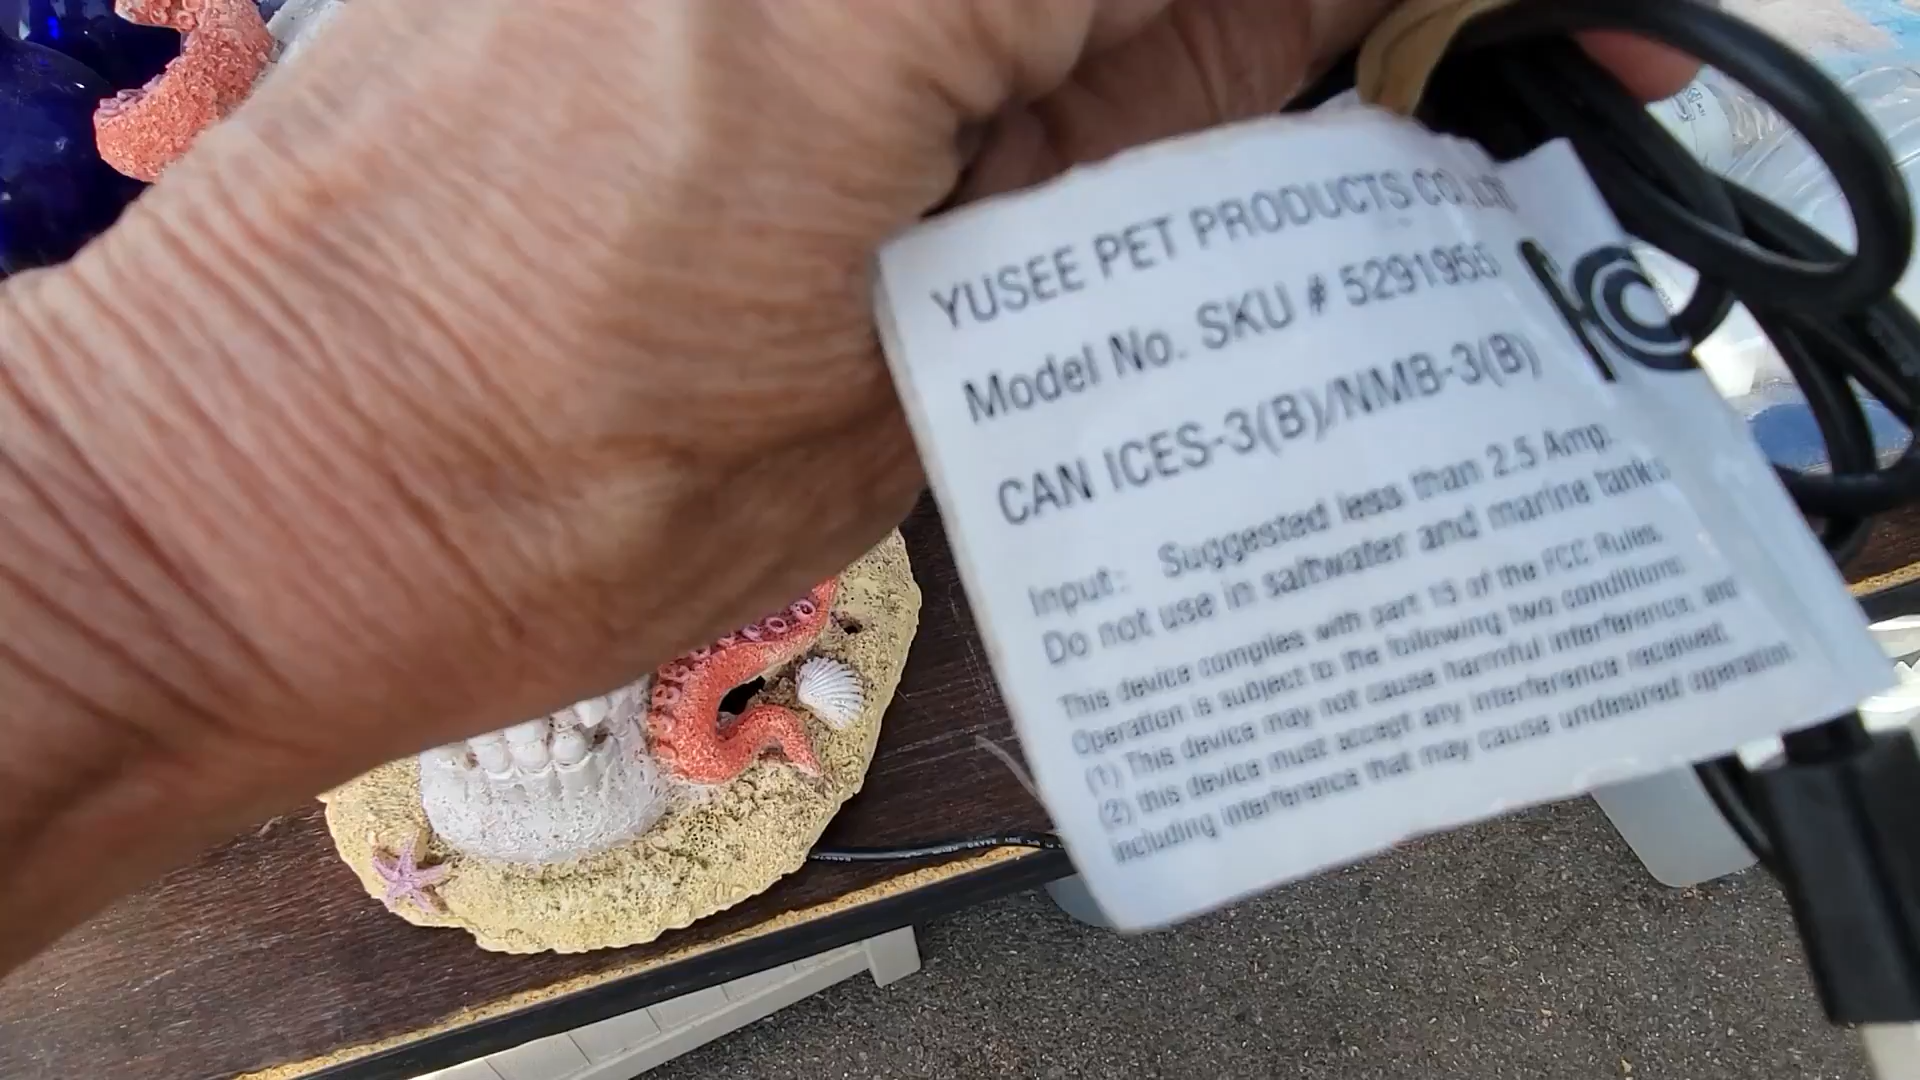 YUSEE PET PRODUCTS CO., LTD
Model No. SKU # 5291955
CAN ICES-3(B)/NMB-3(B)
Input: Suggested less than 2.5 Amp.
Do not use in saltwater and marine tanks.
This device complies with part 15 of the FCC Rules.
Operation is subject to the following two conditions:
(1) This device may not cause harmful interference, and
(2) this device must accept any interference received,
including interference that may cause undesired operation.